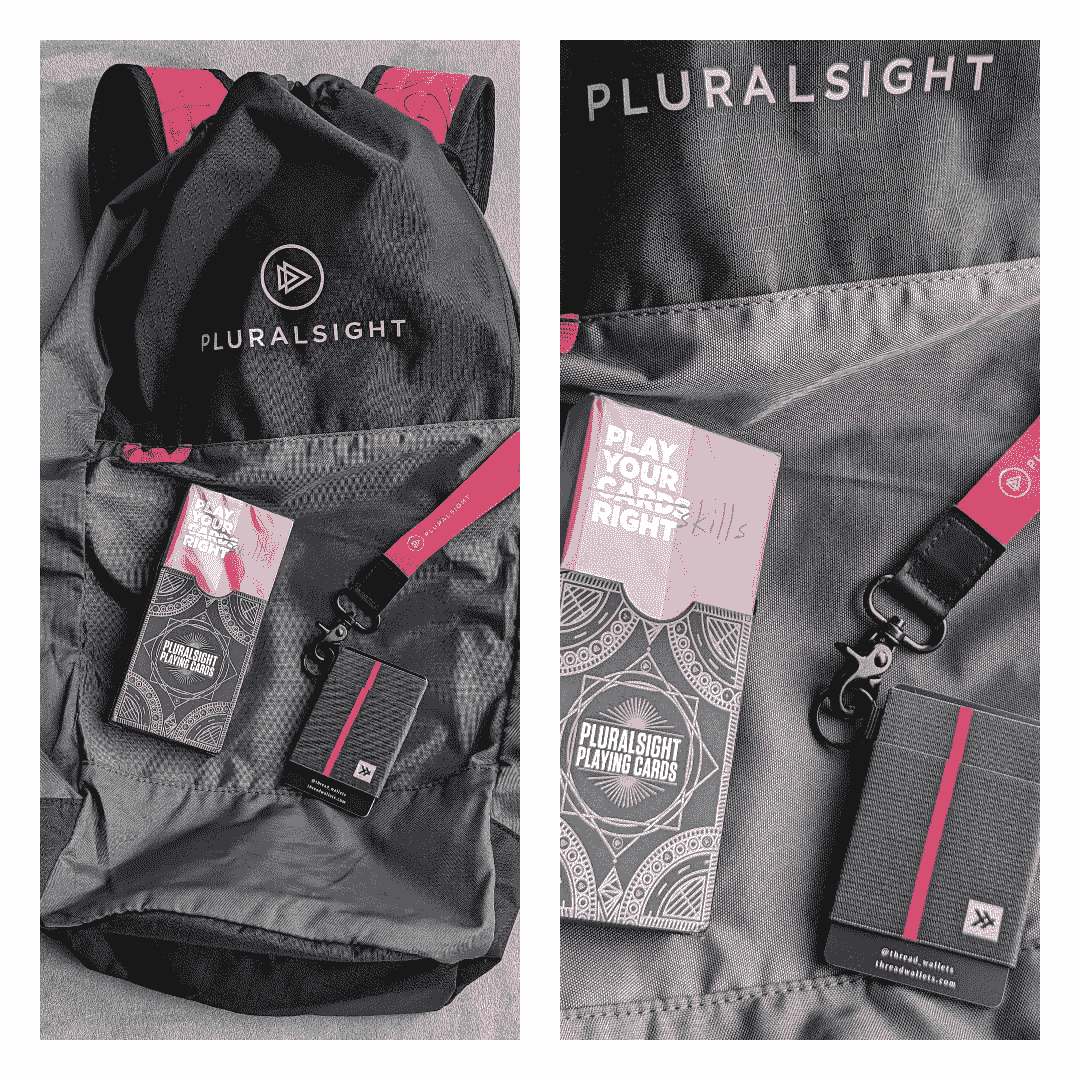 PLURALSIGHT
PLAY
YOUR
CARDS
RIGHT
PLURALSIGHT
PLURALSIGHT
PLAYING CARDS
@thread_wallets
threadwallets.com
PLURALSIGHT
PLAY
YOUR
CARDS
RIGHT skills
PL
PLURALSIGHT
PLAYING CARDS
@thread_wallets
threadwallets.com